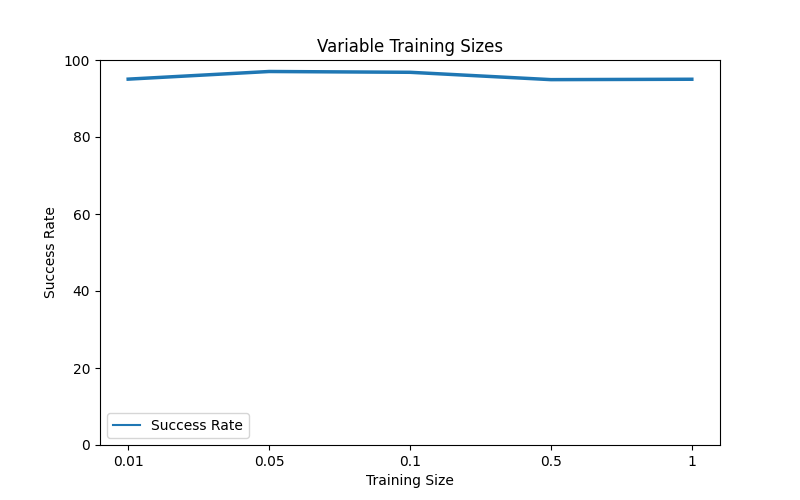 Variable Training Sizes
100
80
60
40
20
0
Success Rate
Success Rate
0.01 0.05 0.1 0.5 1
Training Size